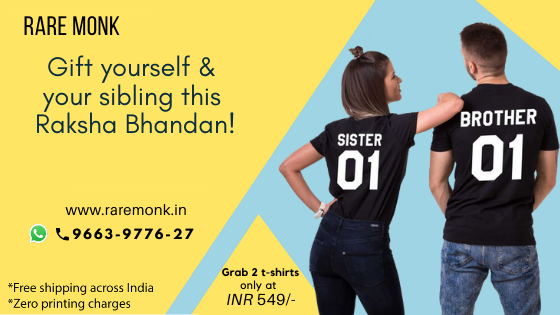 RARE MONK
Gift yourself &
your sibling this
Raksha Bhandan!
SISTER
01
BROTHER
01
www.raremonk.in
9663-9776-27
*Free shipping across India
*Zero printing charges
Grab 2 t-shirts
only at
INR 549/-